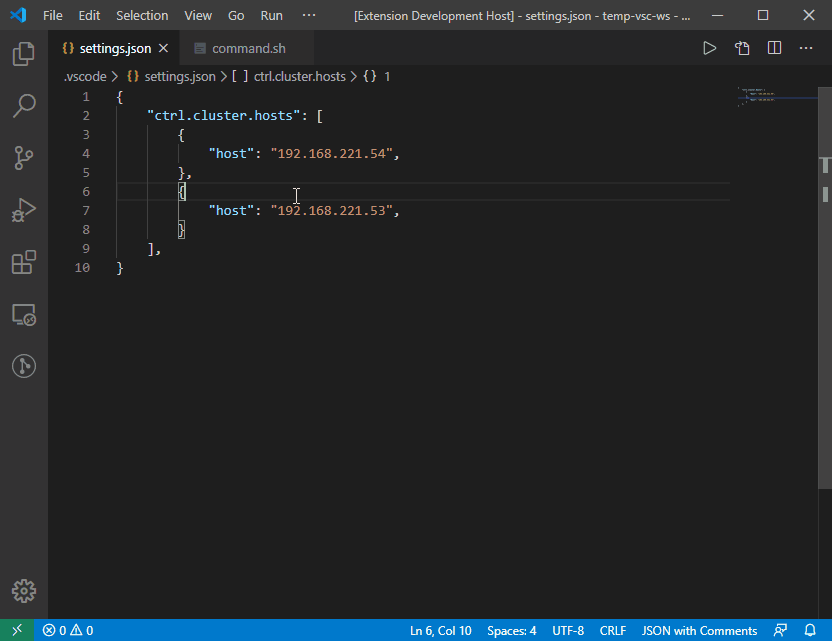 File Edit Selection View Go Run ··· [Extension Development Host] - settings.json - temp-vsc-ws - ...
{} settings.json × command.sh
.vscode > {} settings.json > [ ] ctrl.cluster.hosts > {} 1
1 {
2 "ctrl.cluster.hosts": [
3 {
4 "host": "192.168.221.54",
5 },
6 {
7 "host": "192.168.221.53",
8 }
9 ],
10 }
0 0 Ln 6, Col 10 Spaces: 4 UTF-8 CRLF JSON with Comments